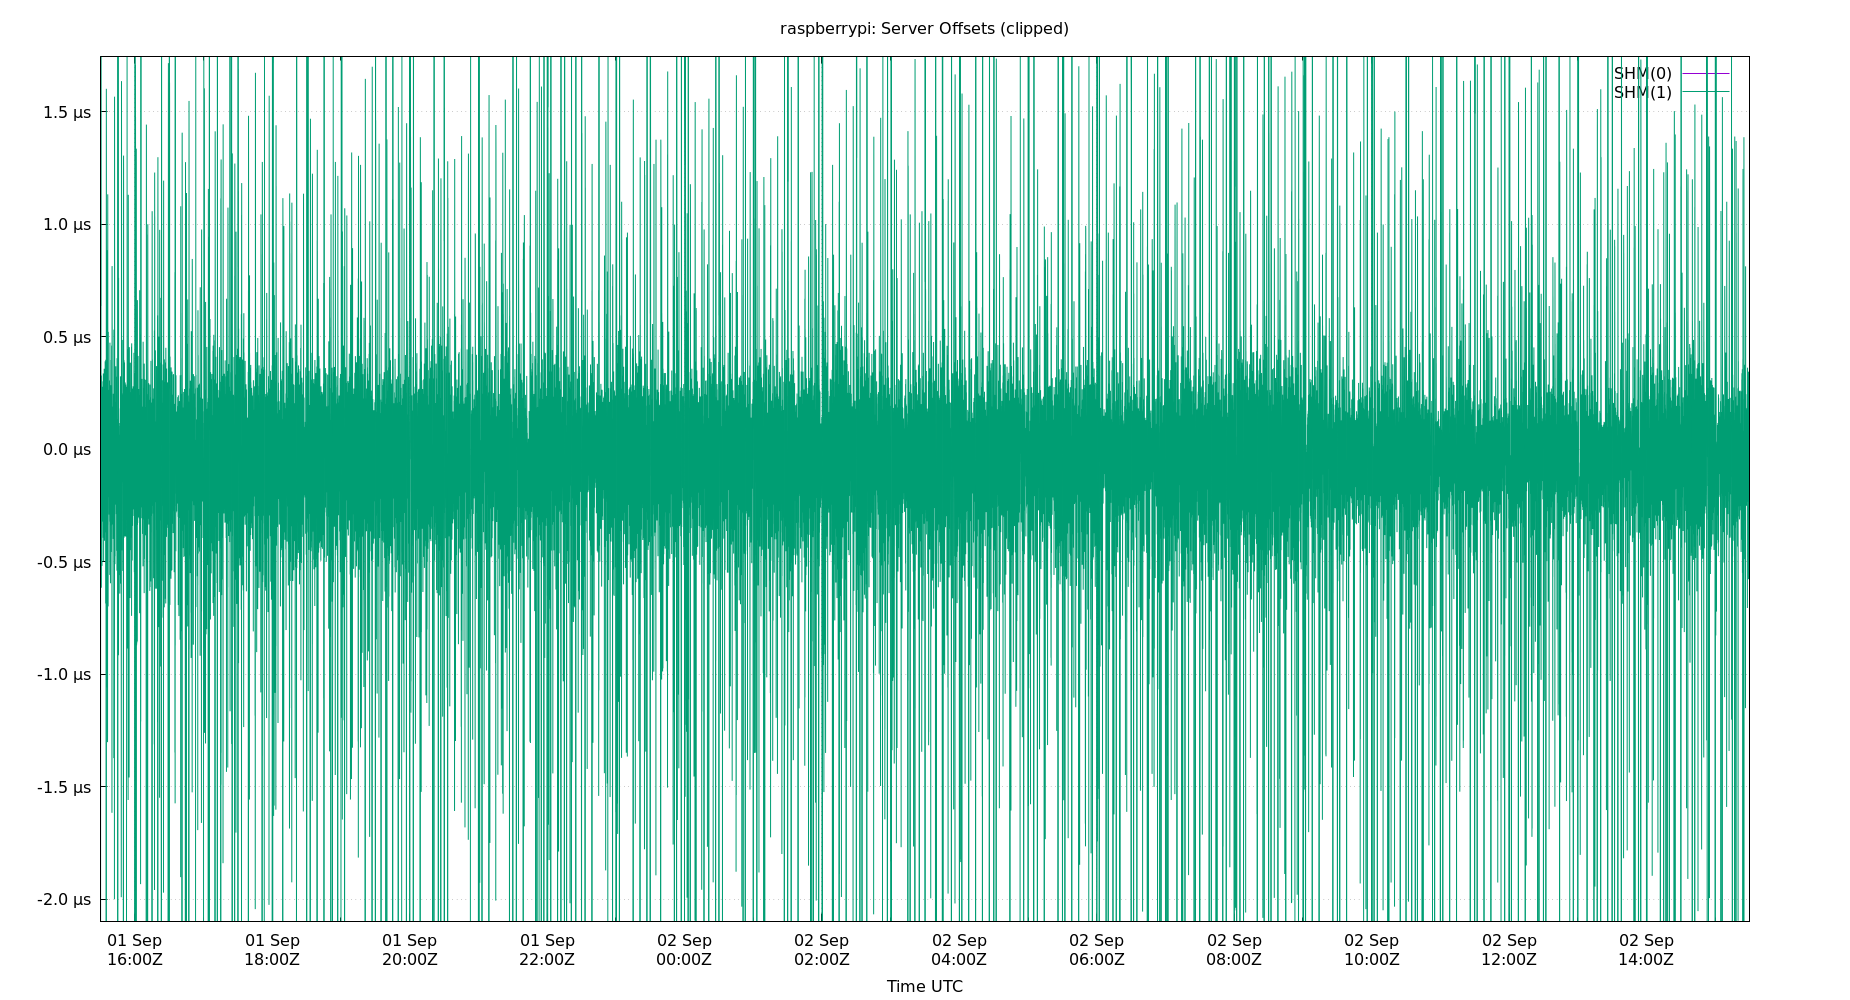 raspberrypi: Server Offsets (clipped)
SHM(0)
SHM(1)
1.5 µs
1.0 µs
0.5 µs
0.0 µs
-0.5 µs
-1.0 µs
-1.5 µs
-2.0 µs
01 Sep 01 Sep 01 Sep 01 Sep 02 Sep 02 Sep 02 Sep 02 Sep 02 Sep 02 Sep 02 Sep 02 Sep
16:00Z 18:00Z 20:00Z 22:00Z 00:00Z 02:00Z 04:00Z 06:00Z 08:00Z 10:00Z 12:00Z 14:00Z
Time UTC